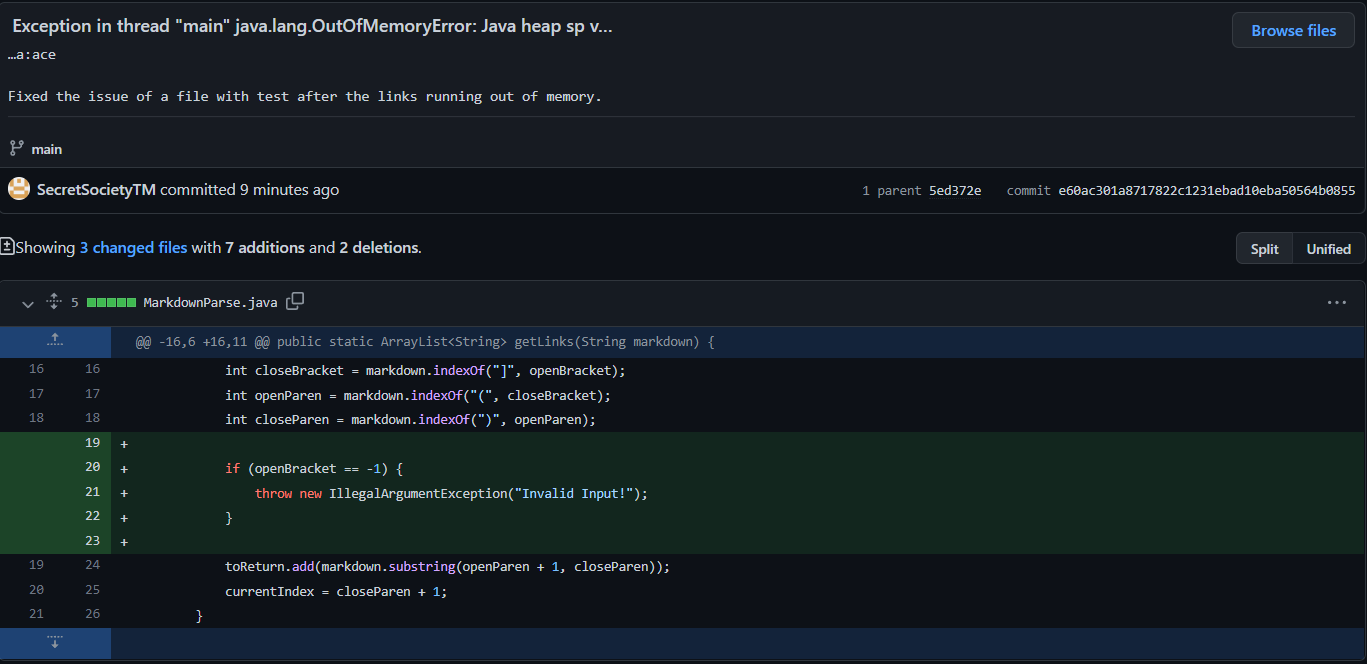 Exception in thread "main" java.lang.OutOfMemoryError: Java heap sp v...
Browse files
…a:ace
Fixed the issue of a file with test after the links running out of memory.
main
SecretSocietyTM committed 9 minutes ago
1 parent 5ed372e commit e60ac301a8717822c1231ebad10eba50564b0855
Showing 3 changed files with 7 additions and 2 deletions.
Split Unified
5 MarkdownParse.java
@@ -16,6 +16,11 @@ public static ArrayList<String> getLinks(String markdown) {
16 16 int closeBracket = markdown.indexOf("]", openBracket);
17 17 int openParen = markdown.indexOf("(", closeBracket);
18 18 int closeParen = markdown.indexOf(")", openParen);
19 +
20 + if (openBracket == -1) {
21 + throw new IllegalArgumentException("Invalid Input!");
22 + }
23 +
19 24 toReturn.add(markdown.substring(openParen + 1, closeParen));
20 25 currentIndex = closeParen + 1;
21 26 }